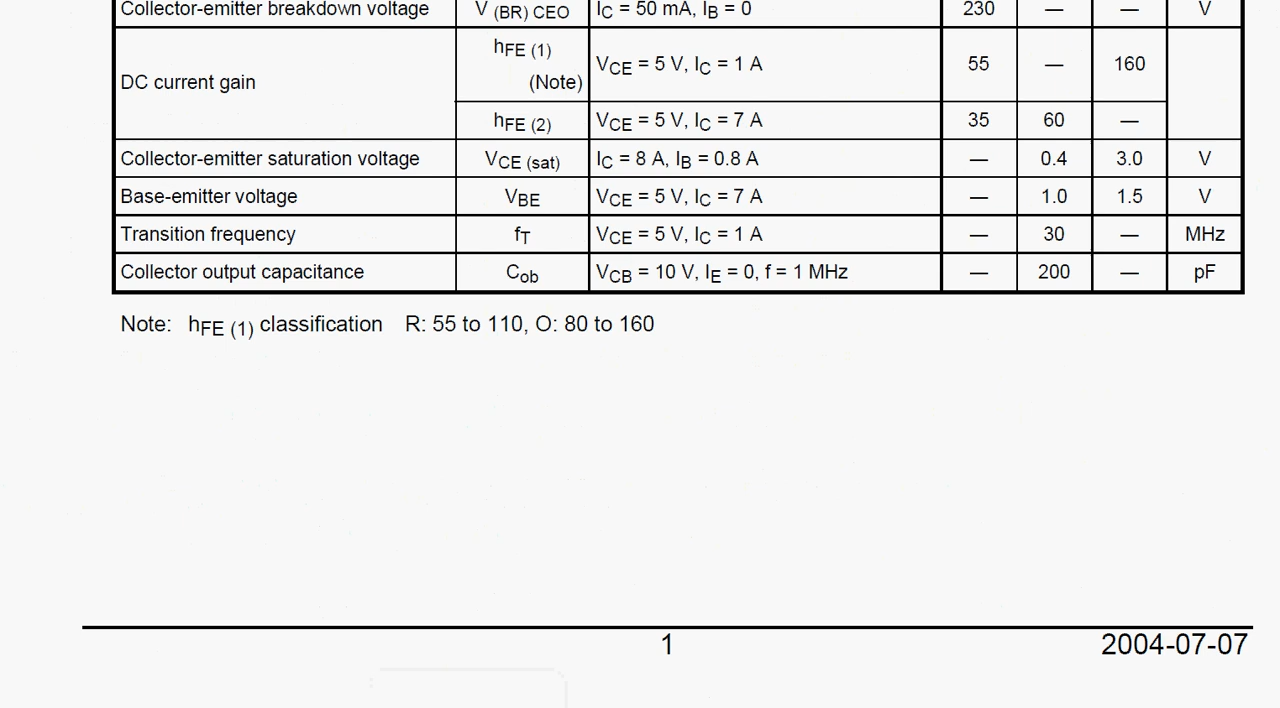 Collector-emitter breakdown voltage V (BR) CEO IC = 50 mA, IB = 0 230 — — V
DC current gain hFE (1) (Note) VCE = 5 V, IC = 1 A 55 — 160
hFE (2) VCE = 5 V, IC = 7 A 35 60 —
Collector-emitter saturation voltage VCE (sat) IC = 8 A, IB = 0.8 A — 0.4 3.0 V
Base-emitter voltage VBE VCE = 5 V, IC = 7 A — 1.0 1.5 V
Transition frequency fT VCE = 5 V, IC = 1 A — 30 — MHz
Collector output capacitance Cob VCB = 10 V, IE = 0, f = 1 MHz — 200 — pF
Note: hFE (1) classification R: 55 to 110, O: 80 to 160
1 2004-07-07